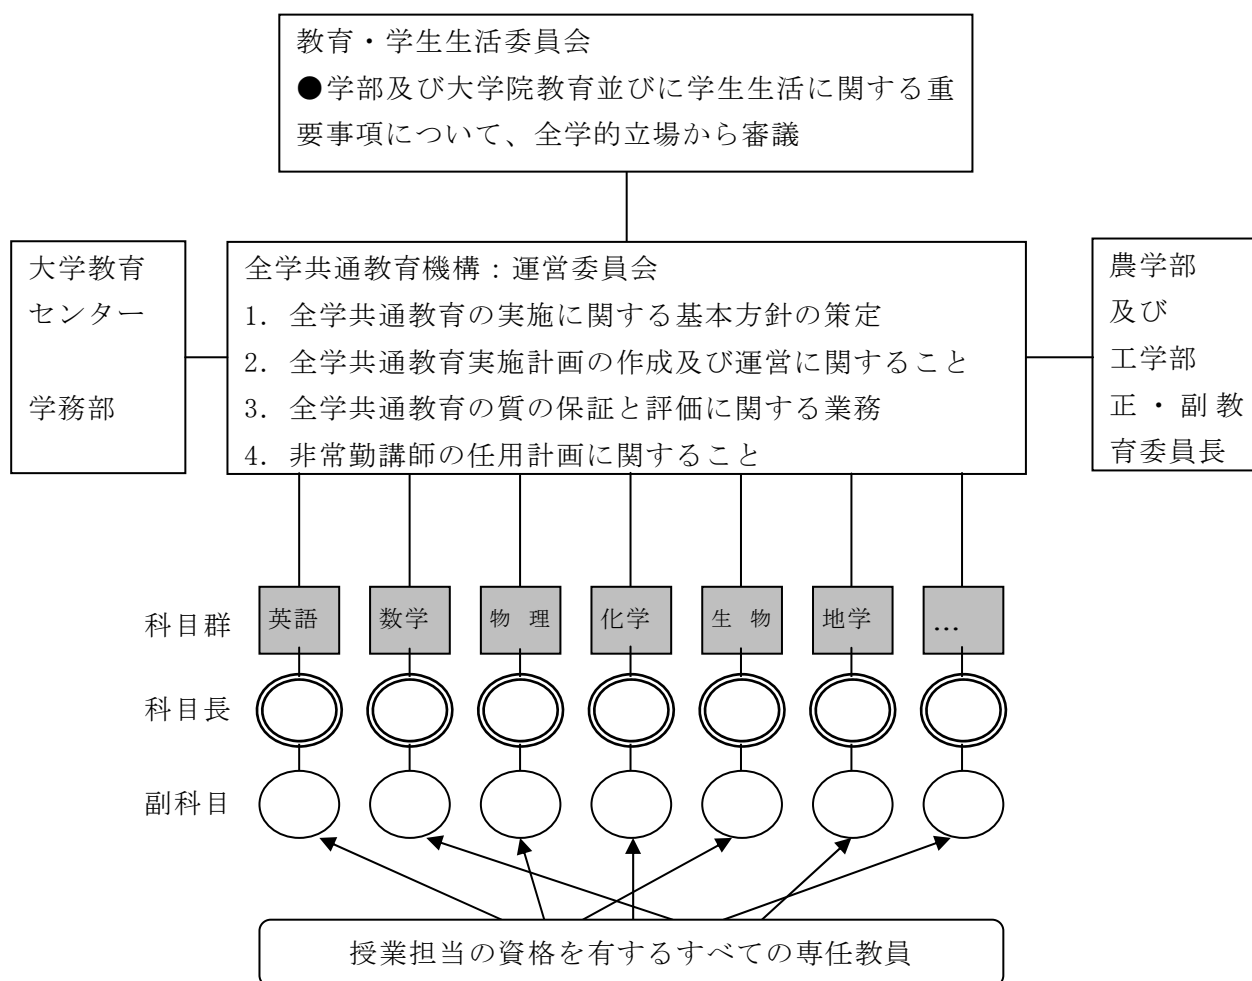 教育・学生生活委員会
●学部及び大学院教育並びに学生生活に関する重
要事項について、全学的立場から審議
大学教育
センター
学務部
全学共通教育機構：運営委員会
1. 全学共通教育の実施に関する基本方針の策定
2. 全学共通教育実施計画の作成及び運営に関すること
3. 全学共通教育の質の保証と評価に関する業務
4. 非常勤講師の任用計画に関すること
農学部
及び
工学部
正・副教
育委員長
科目群
英語
数学
物理
化学
生物
地学
…
科目長
副科目
授業担当の資格を有するすべての専任教員